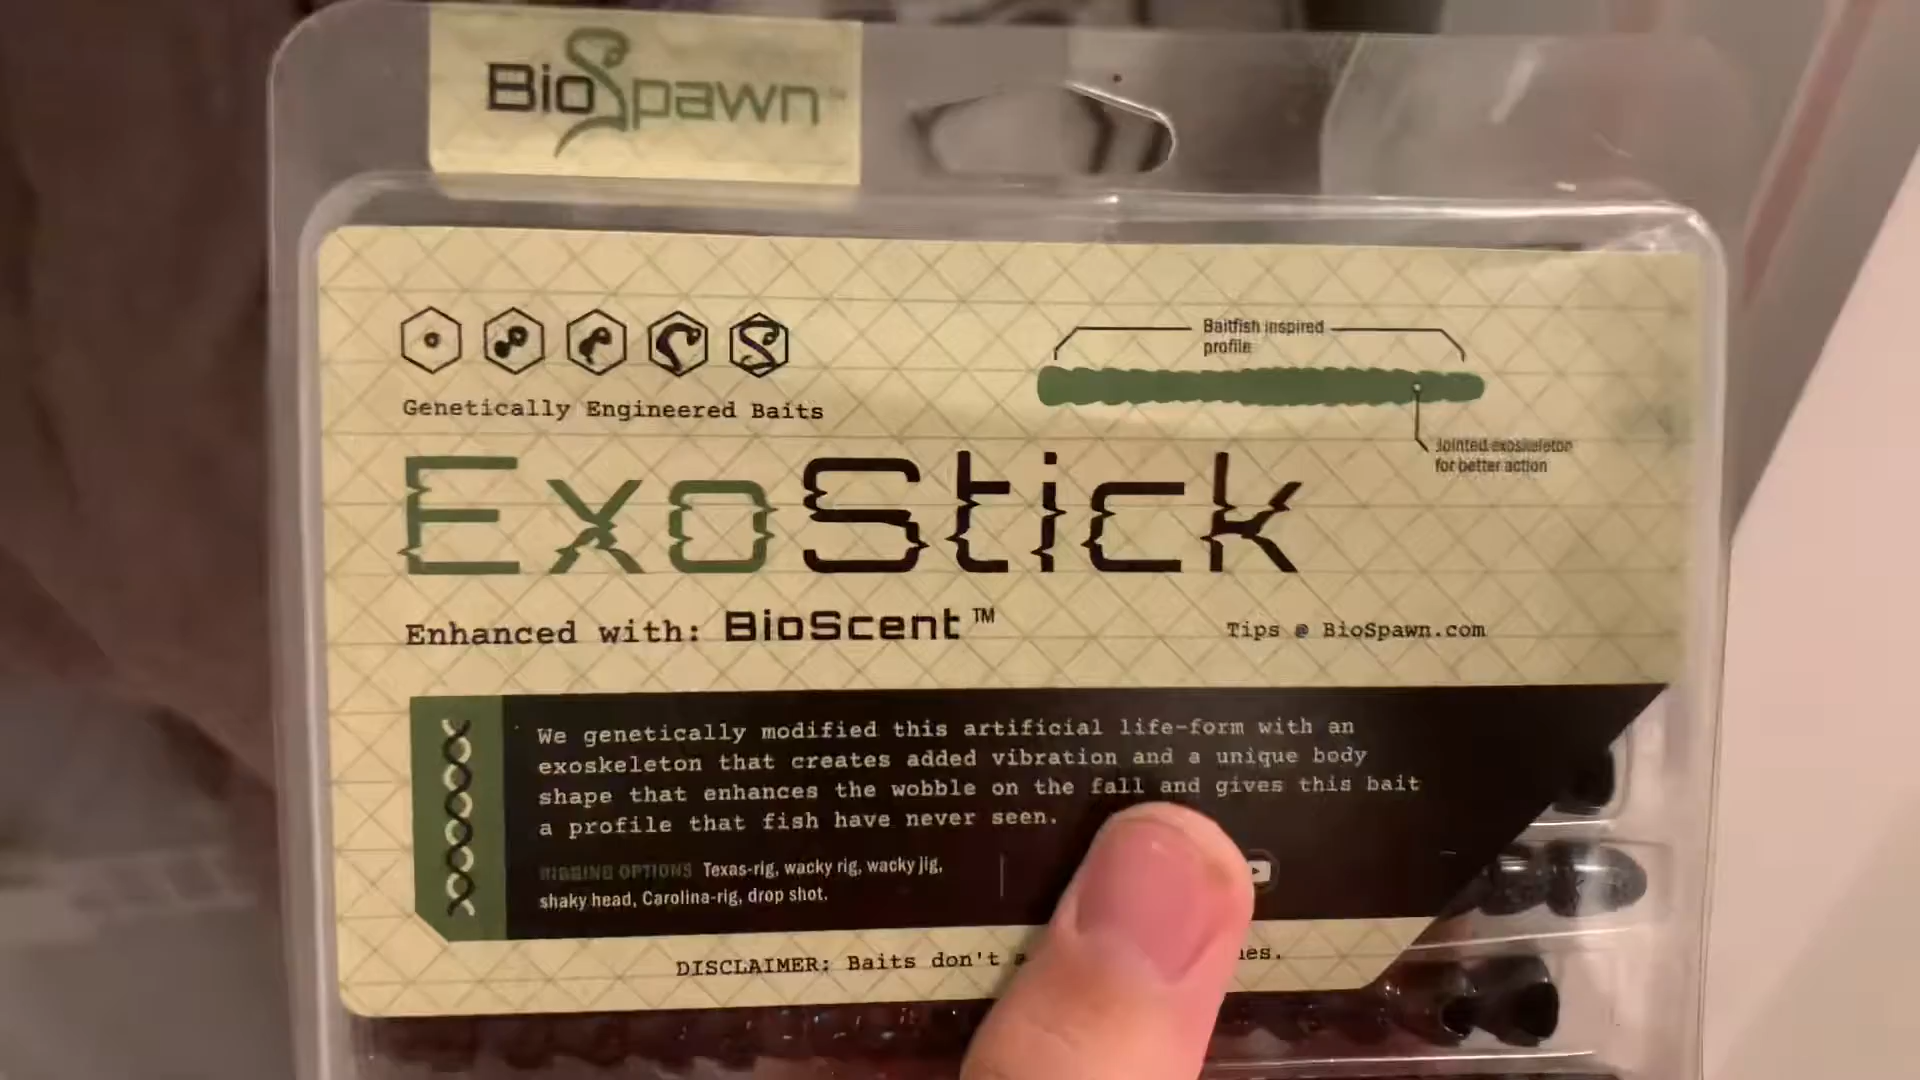 BioSpawn™
Baitfish inspired
profile
Genetically Engineered Baits
Jointed exoskeleton
for better action
ExoStick
Enhanced with: BioScent™
Tips @ BioSpawn.com
We genetically modified this artificial life-form with an
exoskeleton that creates added vibration and a unique body
shape that enhances the wobble on the fall and gives this bait
a profile that fish have never seen.
RIGGING OPTIONS Texas-rig, wacky rig, wacky jig,
shaky head, Carolina-rig, drop shot.
DISCLAIMER: Baits don't